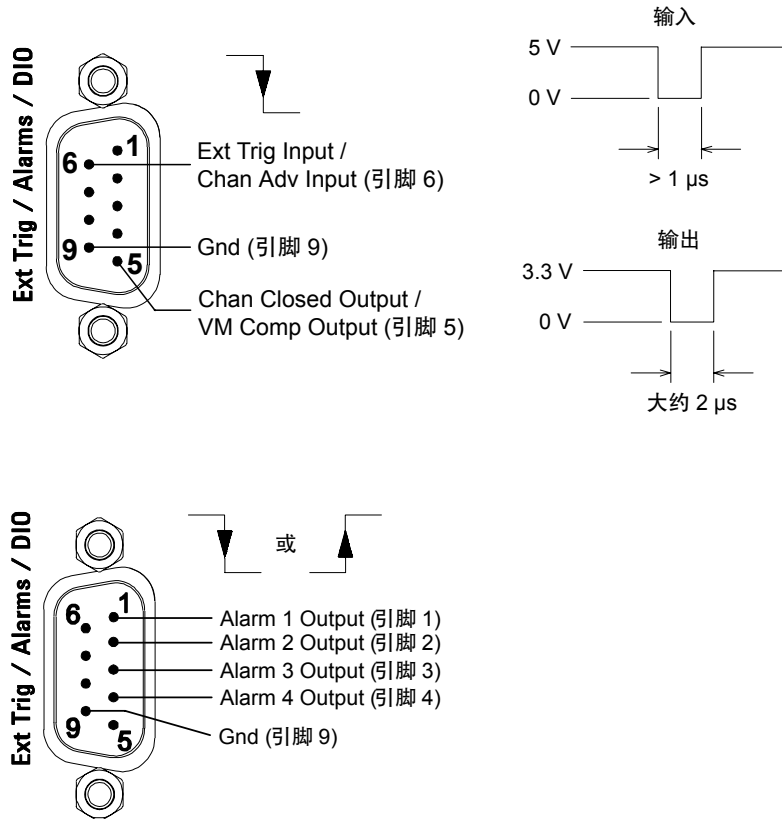 Ext Trig / Alarms / DIO
1
6
9
5
Ext Trig Input /
Chan Adv Input (引脚 6)
Gnd (引脚 9)
Chan Closed Output /
VM Comp Output (引脚 5)
输入
5 V
0 V
> 1 µs
输出
3.3 V
0 V
大约 2 µs
Ext Trig / Alarms / DIO
或
1
6
9
5
Alarm 1 Output (引脚 1)
Alarm 2 Output (引脚 2)
Alarm 3 Output (引脚 3)
Alarm 4 Output (引脚 4)
Gnd (引脚 9)